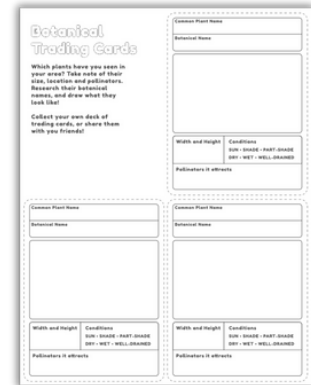 Botanical
Trading Cards
Which plants have you seen in
your area? Take note of their
size, location and pollinators.
Research their botanical
names, and draw what they
look like!
Collect your own deck of
trading cards, or share them
with you friends!
Common Plant Name
Botanical Name
Width and Height
Conditions
SUN • SHADE • PART-SHADE
DRY • WET • WELL-DRAINED
Pollinators it attracts
Common Plant Name
Botanical Name
Width and Height
Conditions
SUN • SHADE • PART-SHADE
DRY • WET • WELL-DRAINED
Pollinators it attracts
Common Plant Name
Botanical Name
Width and Height
Conditions
SUN • SHADE • PART-SHADE
DRY • WET • WELL-DRAINED
Pollinators it attracts